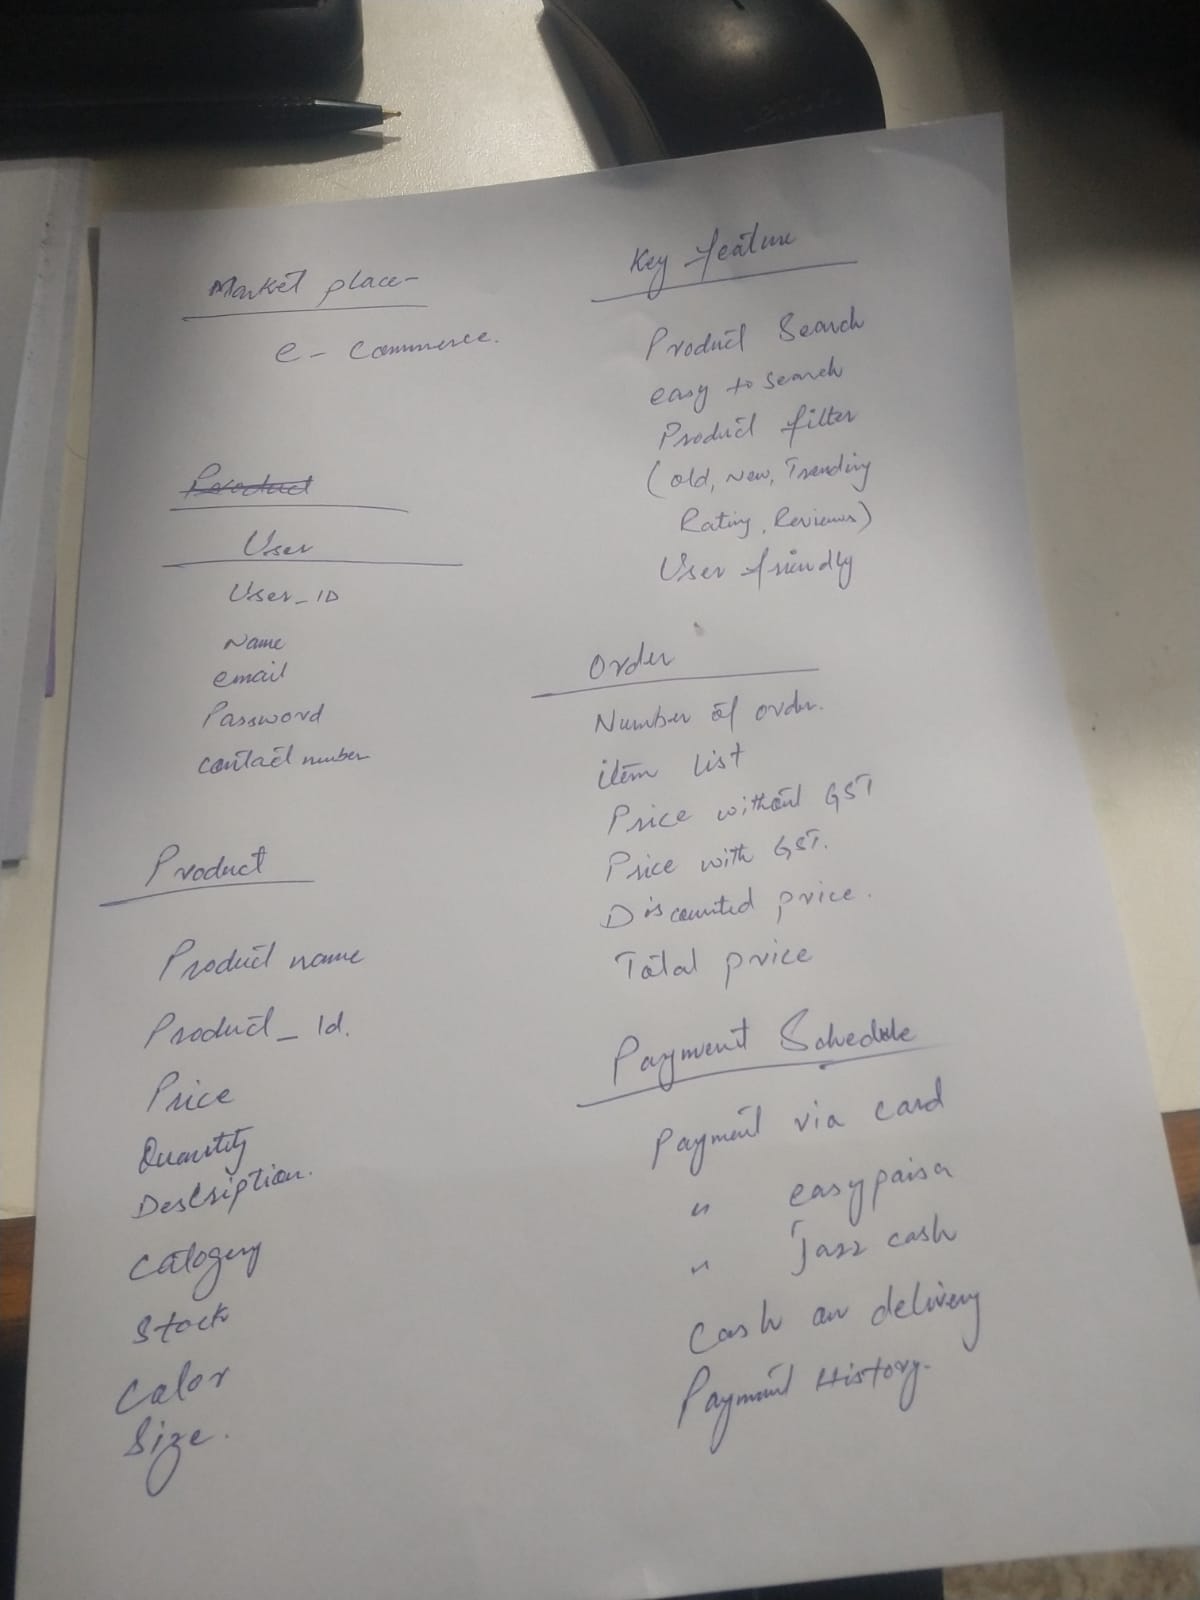 Market place-
e - Commerce.
Product
User
User_ID
Name
email
Password
contact number
Product
Product name
Product_Id.
Price
Quantity
Description.
Catogery
Stock
Color
Size.
Key feature
Product Search
easy to search
Product filter
(old, New, Trending
Rating, Reviews)
User friendly
Order
Number of order.
item list
Price without GST
Price with GST.
Discounted price.
Total price
Payment Schedule
Payment via card
" easypaisa
" Jazz cash
Cash on delivery
Payment History.